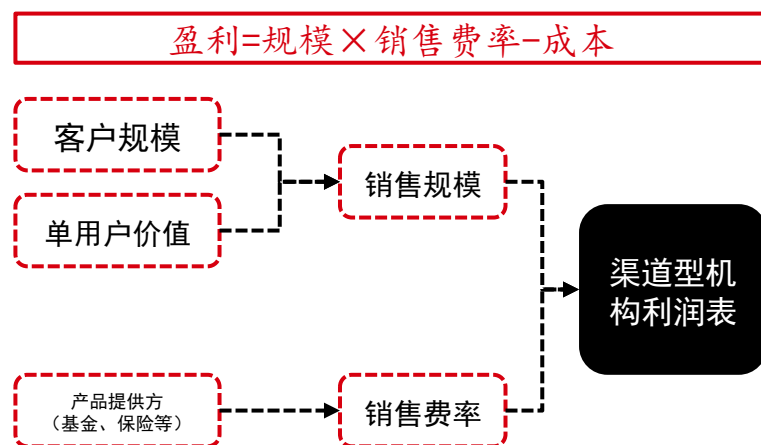 盈利=规模×销售费率-成本
客户规模
单用户价值
销售规模
渠道型机
构利润表
产品提供方
（基金、保险等）
销售费率